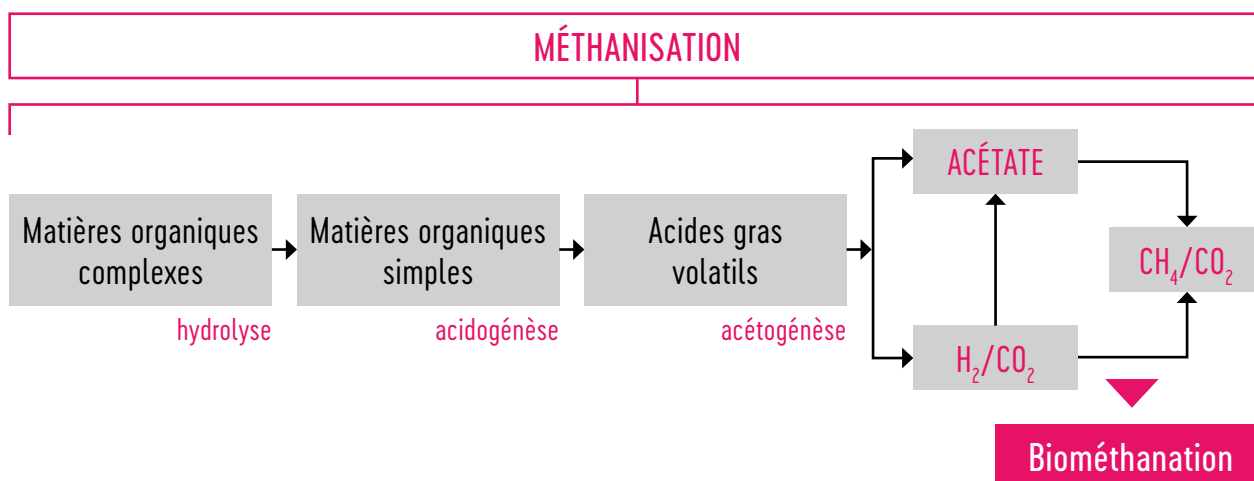 MÉTHANISATION
Matières organiques
complexes
hydrolyse
Matières organiques
simples
acidogénèse
Acides gras
volatils
acétogénèse
ACÉTATE
H₂/CO₂
CH₄/CO₂
Biométhanation